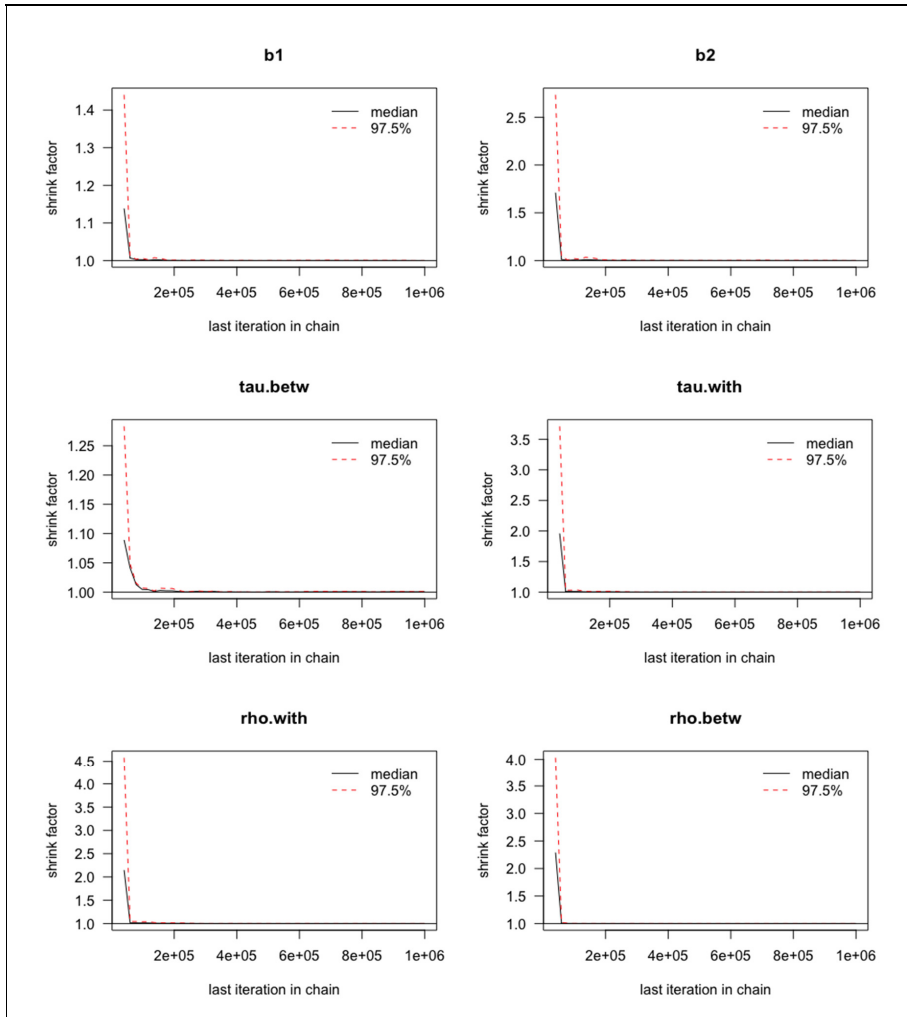 b1
shrink factor
1.4
1.3
1.2
1.1
1.0
median
97.5%
2e+05 4e+05 6e+05 8e+05 1e+06
last iteration in chain
b2
shrink factor
2.5
2.0
1.5
1.0
median
97.5%
2e+05 4e+05 6e+05 8e+05 1e+06
last iteration in chain
tau.betw
shrink factor
1.25
1.20
1.15
1.10
1.05
1.00
median
97.5%
2e+05 4e+05 6e+05 8e+05 1e+06
last iteration in chain
tau.with
shrink factor
3.5
3.0
2.5
2.0
1.5
1.0
median
97.5%
2e+05 4e+05 6e+05 8e+05 1e+06
last iteration in chain
rho.with
shrink factor
4.5
4.0
3.5
3.0
2.5
2.0
1.5
1.0
median
97.5%
2e+05 4e+05 6e+05 8e+05 1e+06
last iteration in chain
rho.betw
shrink factor
4.0
3.5
3.0
2.5
2.0
1.5
1.0
median
97.5%
2e+05 4e+05 6e+05 8e+05 1e+06
last iteration in chain